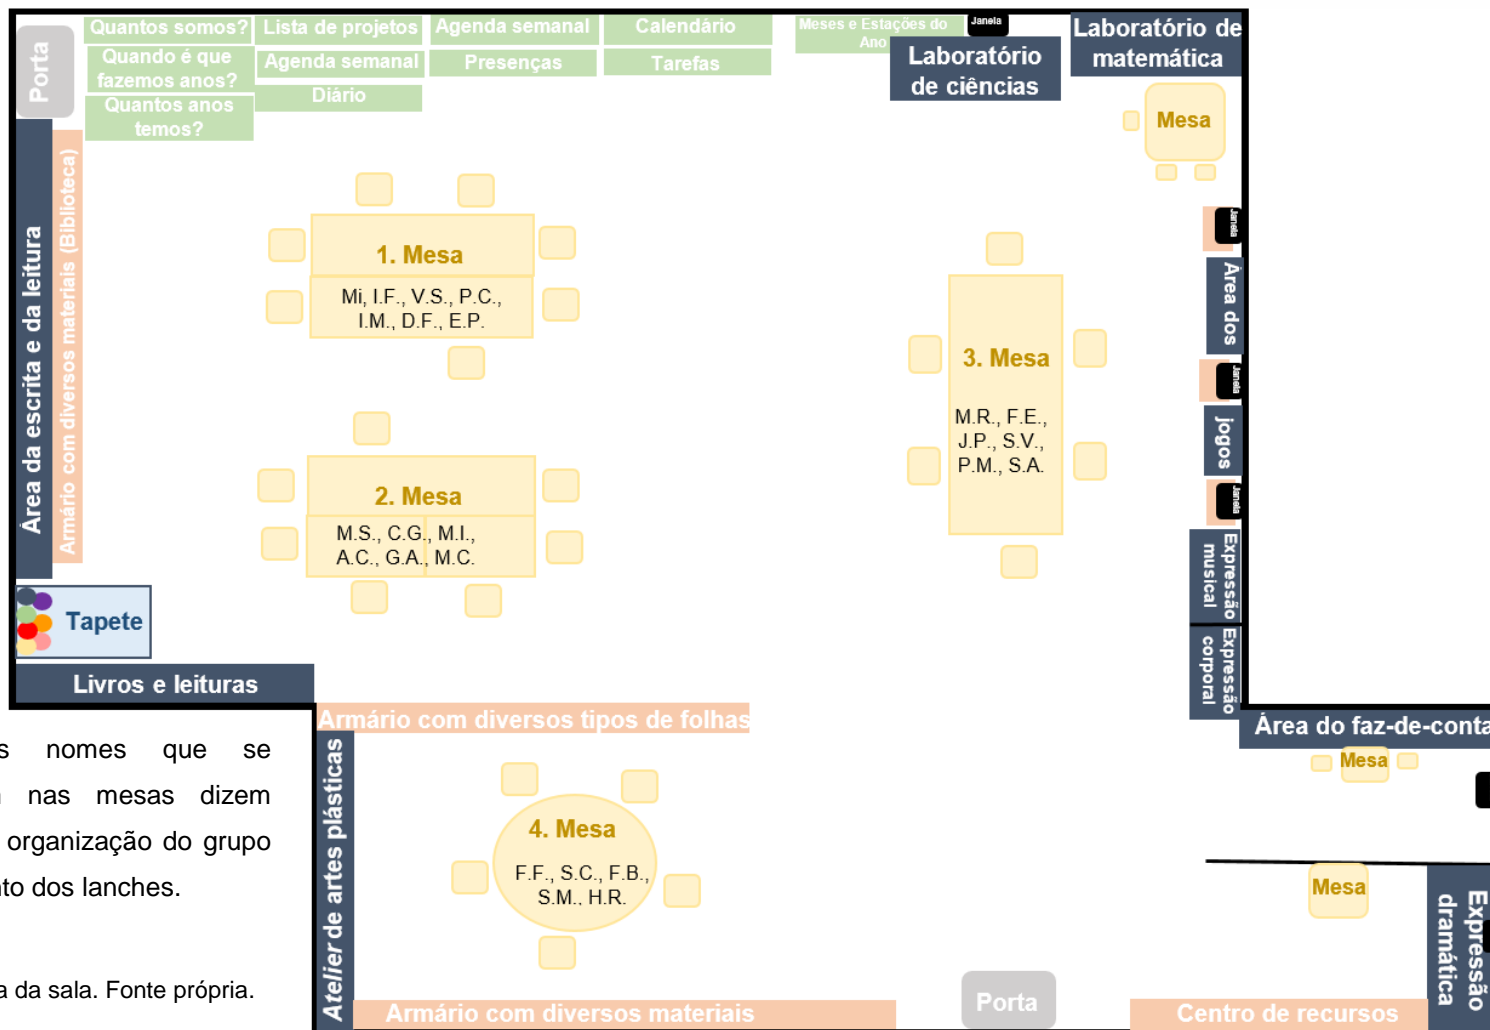 Porta
Quantos somos?
Quando é que
fazemos anos?
Quantos anos
temos?
Lista de projetos
Agenda semanal
Diário
Agenda semanal
Presenças
Calendário
Tarefas
Meses e Estações do
Ano
Janela
Laboratório
de ciências
Laboratório de
matemática
Mesa
Área da escrita e da leitura
Armário com diversos materiais (Biblioteca)
1. Mesa
Mi, I.F., V.S., P.C.,
I.M., D.F., E.P.
2. Mesa
M.S., C.G., M.I.,
A.C., G.A., M.C.
3. Mesa
M.R., F.E.,
J.P., S.V.,
P.M., S.A.
Janela
Área dos
Janela
jogos
Janela
Expressão
musical
Expressão
corporal
Tapete
Livros e leituras
Armário com diversos tipos de folhas
Atelier de artes plásticas
4. Mesa
F.F., S.C., F.B.,
S.M., H.R.
Armário com diversos materiais
Porta
Centro de recursos
Área do faz-de-conta
Mesa
Mesa
Expressão
dramática
nomes que se
nas mesas dizem
organização do grupo
dos lanches.
da sala. Fonte própria.